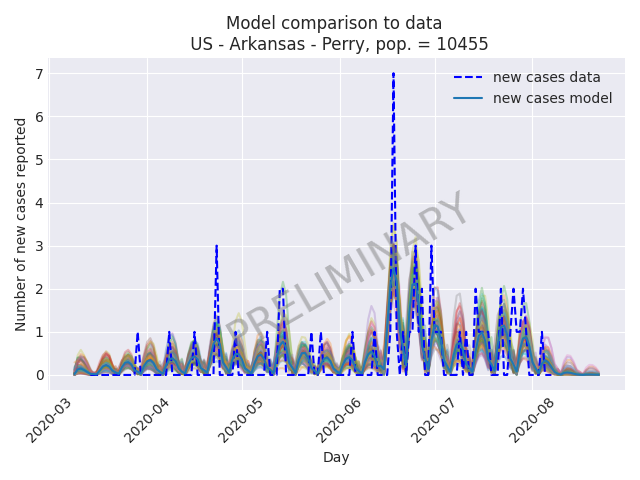 Model comparison to data
US - Arkansas - Perry, pop. = 10455
new cases data
new cases model
PRELIMINARY
Number of new cases reported
7
6
5
4
3
2
1
0
2020-03
2020-04
2020-05
2020-06
2020-07
2020-08
Day